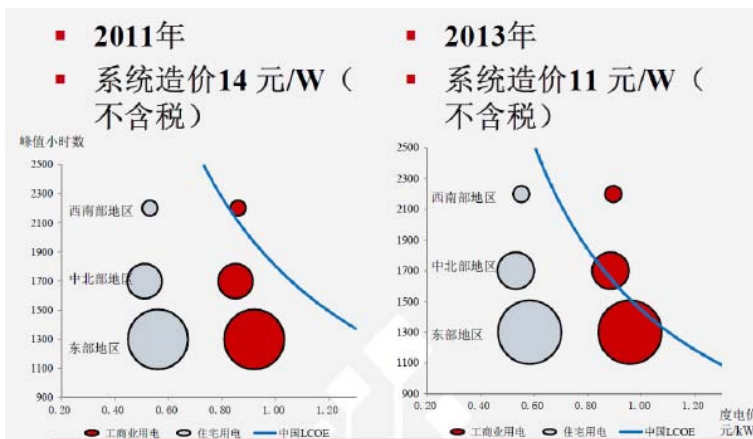 2011年
系统造价14 元/W（
不含税）
峰值小时数
2500
2300
2100
1900
1700
1500
1300
1100
900
西南部地区
中北部地区
东部地区
0. 20
0. 40
0. 60
0. 80
1. 00
1. 20
工商业用电
住宅用电
中国LCOE
2013年
系统造价11 元/W（
不含税）
2500
2300
2100
1900
1700
1500
1300
1100
900
西南部地区
中北部地区
东部地区
0. 20
0. 40
0. 60
0. 80
1. 00
1. 20
度电价
元/kW
工商业用电
住宅用电
中国LCOE